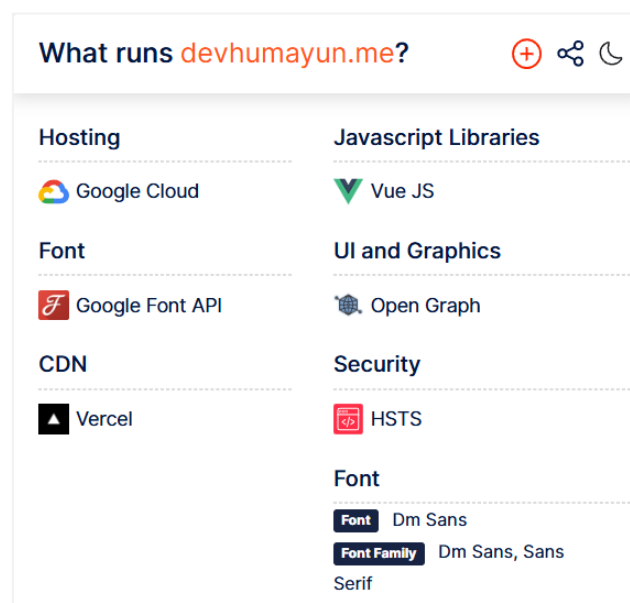 What runs devhumayun.me?
Hosting
Google Cloud
Font
Google Font API
CDN
Vercel
Javascript Libraries
Vue JS
UI and Graphics
Open Graph
Security
HSTS
Font
Font Dm Sans
Font Family Dm Sans, Sans
Serif